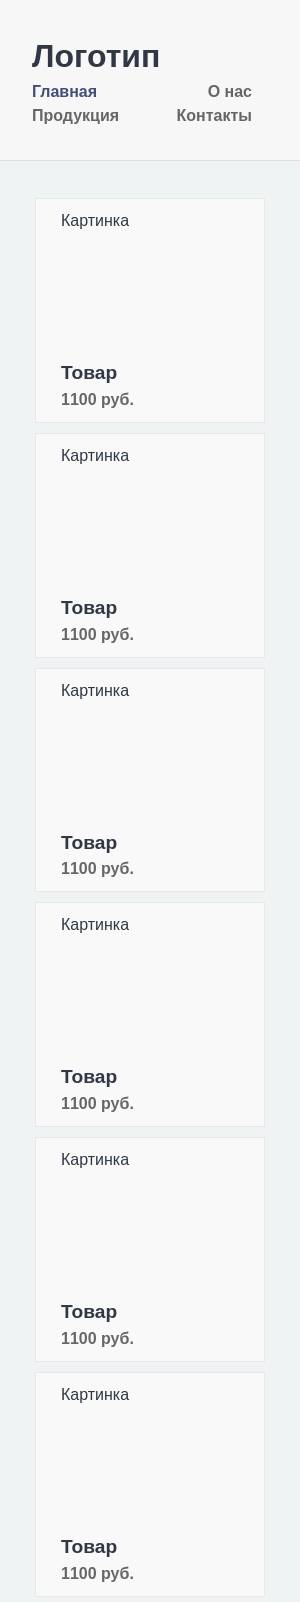 Логотип
Главная О нас
Продукция Контакты
Картинка
Товар
1100 руб.
Картинка
Товар
1100 руб.
Картинка
Товар
1100 руб.
Картинка
Товар
1100 руб.
Картинка
Товар
1100 руб.
Картинка
Товар
1100 руб.